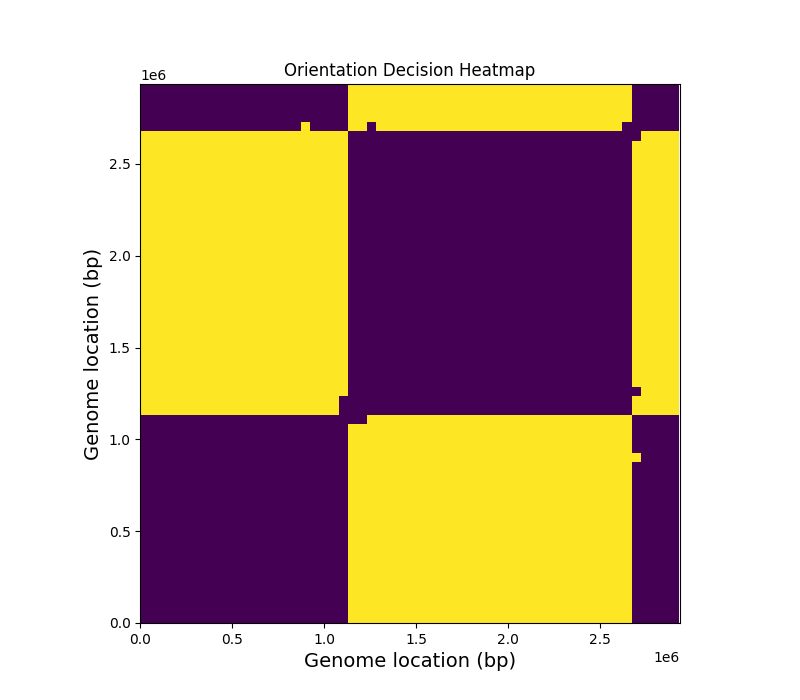 Orientation Decision Heatmap
1e6
Genome location (bp)
2.5
2.0
1.5
1.0
0.5
0.0
0.0 0.5 1.0 1.5 2.0 2.5
Genome location (bp)
1e6